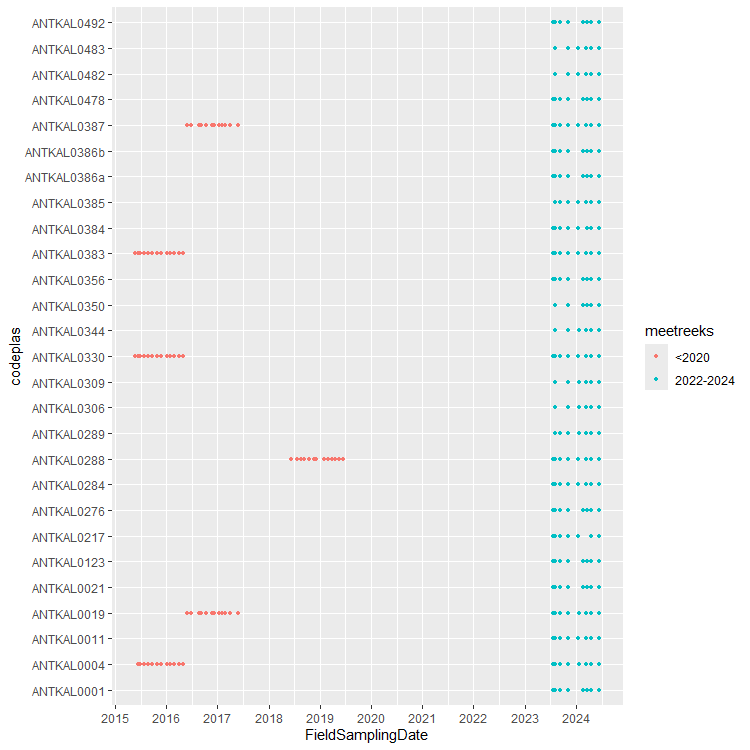 ANTKAL0492
ANTKAL0483
ANTKAL0482
ANTKAL0478
ANTKAL0387
ANTKAL0386b
ANTKAL0386a
ANTKAL0385
ANTKAL0384
ANTKAL0383
ANTKAL0356
ANTKAL0350
ANTKAL0344
ANTKAL0330
ANTKAL0309
ANTKAL0306
ANTKAL0289
ANTKAL0288
ANTKAL0284
ANTKAL0276
ANTKAL0217
ANTKAL0123
ANTKAL0021
ANTKAL0019
ANTKAL0011
ANTKAL0004
ANTKAL0001
codeplas
2015 2016 2017 2018 2019 2020 2021 2022 2023 2024
FieldSamplingDate
meetreeks
<2020
2022-2024